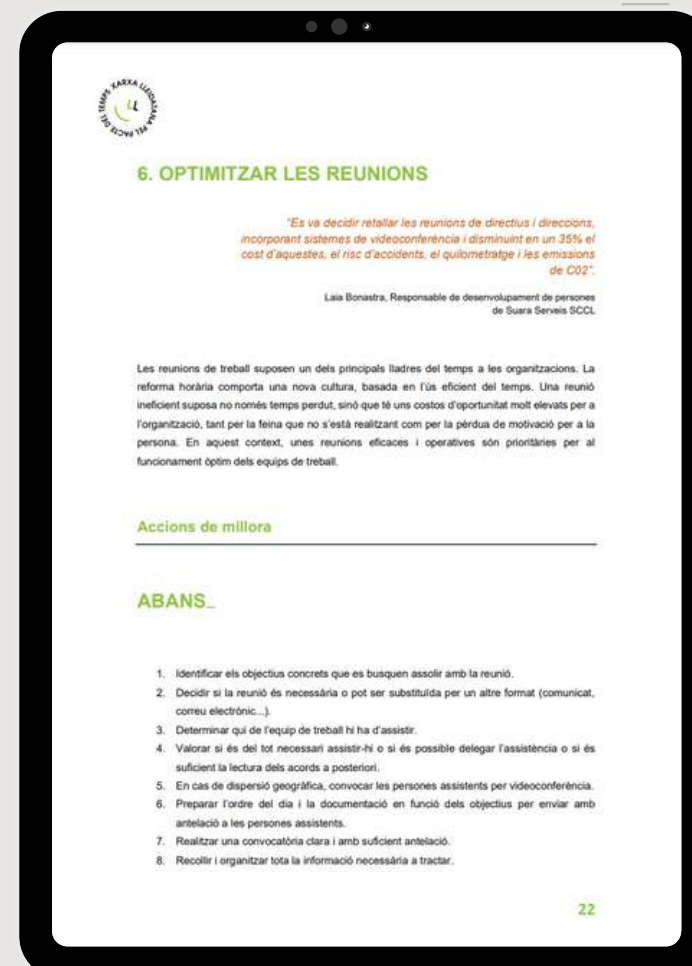 XARXA LLEIDATANA PEL PACTE DEL TEMPS
LL
6. OPTIMITZAR LES REUNIONS
"Es va decidir retallar les reunions de directius i direccions,
incorporant sistemes de videoconferència i disminuint en un 35% el
cost d'aquestes, el risc d'accidents, el quilometratge i les emissions
de C02".
Laia Bonastra, Responsable de desenvolupament de persones
de Suara Serveis SCCL
Les reunions de treball suposen un dels principals lladres del temps a les organitzacions. La
reforma horària comporta una nova cultura, basada en l'ús eficient del temps. Una reunió
ineficient suposa no només temps perdut, sinó que té uns costos d'oportunitat molt elevats per a
l'organització, tant per la feina que no s'està realitzant com per la pèrdua de motivació per a la
persona. En aquest context, unes reunions eficaces i operatives són prioritàries per al
funcionament òptim dels equips de treball.
Accions de millora
ABANS_
1. Identificar els objectius concrets que es busquen assolir amb la reunió.
2. Decidir si la reunió és necessària o pot ser substituïda per un altre format (comunicat,
correu electrònic...).
3. Determinar qui de l'equip de treball hi ha d'assistir.
4. Valorar si és del tot necessari assistir-hi o si és possible delegar l'assistència o si és
suficient la lectura dels acords a posteriori.
5. En cas de dispersió geogràfica, convocar les persones assistents per videoconferència.
6. Preparar l'ordre del dia i la documentació en funció dels objectius per enviar amb
antelació a les persones assistents.
7. Realitzar una convocatòria clara i amb suficient antelació.
8. Recollir i organitzar tota la informació necessària a tractar.
22